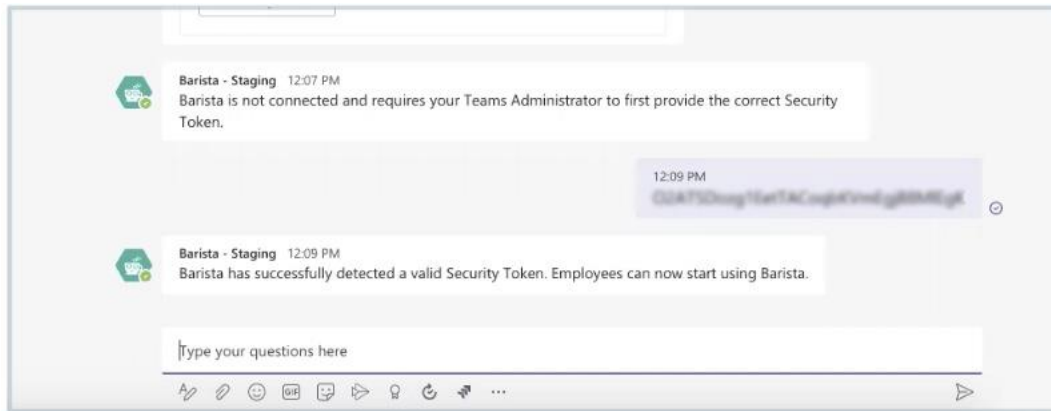 Barista - Staging 12:07 PM
Barista is not connected and requires your Teams Administrator to first provide the correct Security
Token.
12:09 PM
Barista - Staging 12:09 PM
Barista has successfully detected a valid Security Token. Employees can now start using Barista.
Type your questions here
GIF